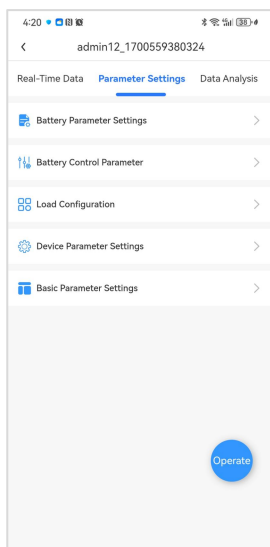 4:20
38
admin12_1700559380324
Real-Time Data Parameter Settings Data Analysis
Battery Parameter Settings
Battery Control Parameter
Load Configuration
Device Parameter Settings
Basic Parameter Settings
Operate